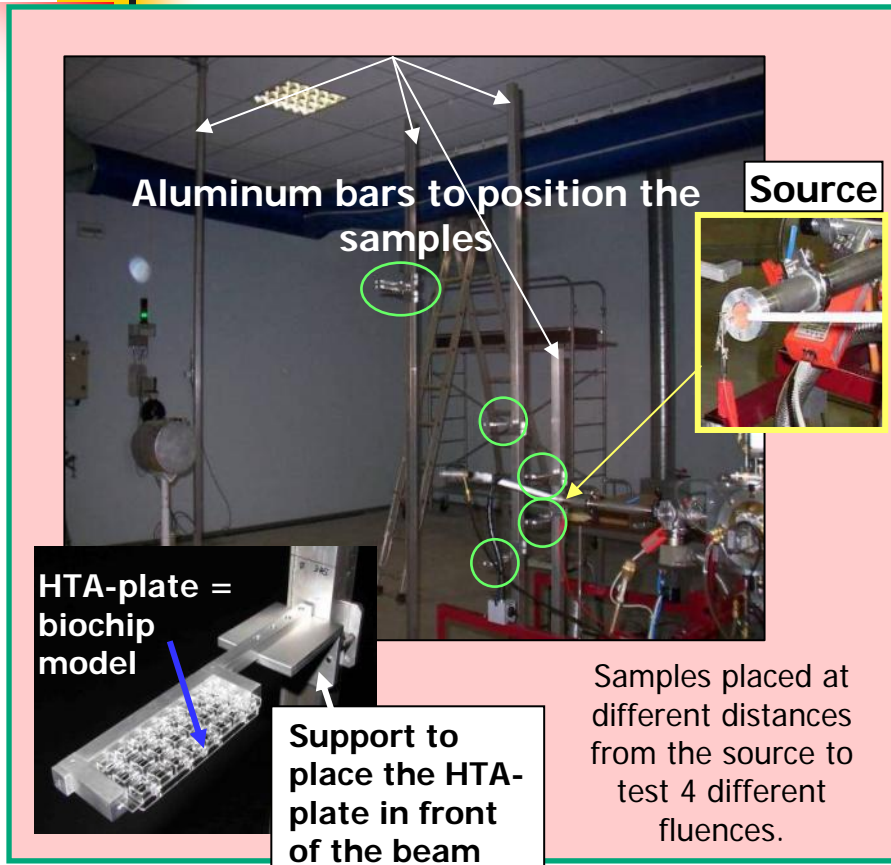 Aluminum bars to position the
samples
Source
HTA-plate =
biochip
model
Support to
place the HTA-
plate in front
of the beam
Samples placed at
different distances
from the source to
test 4 different
fluences.